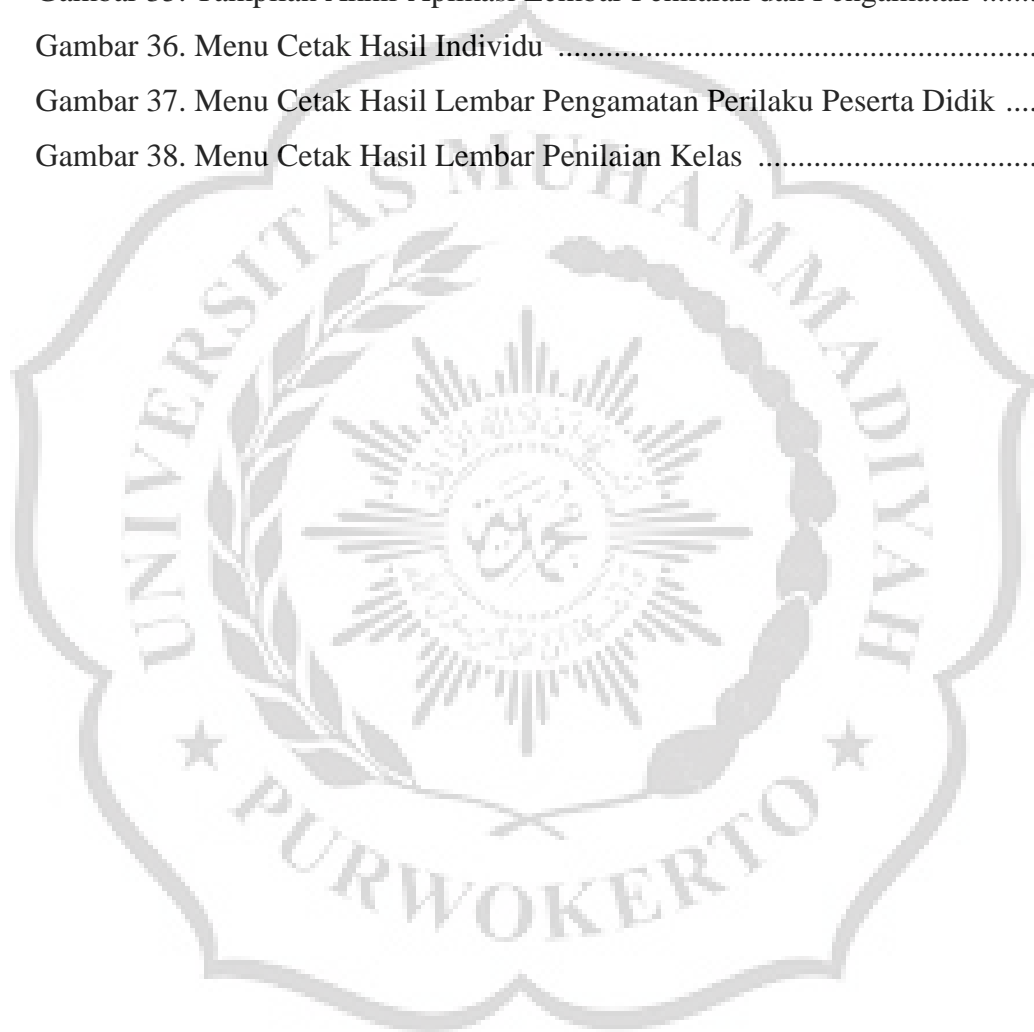 Gambar 36. Menu Cetak Hasil Individu ............................................................
Gambar 37. Menu Cetak Hasil Lembar Pengamatan Perilaku Peserta Didik ....
Gambar 38. Menu Cetak Hasil Lembar Penilaian Kelas ..................................
UNIVERSITAS MUHAMMADIYAH
PURWOKERTO